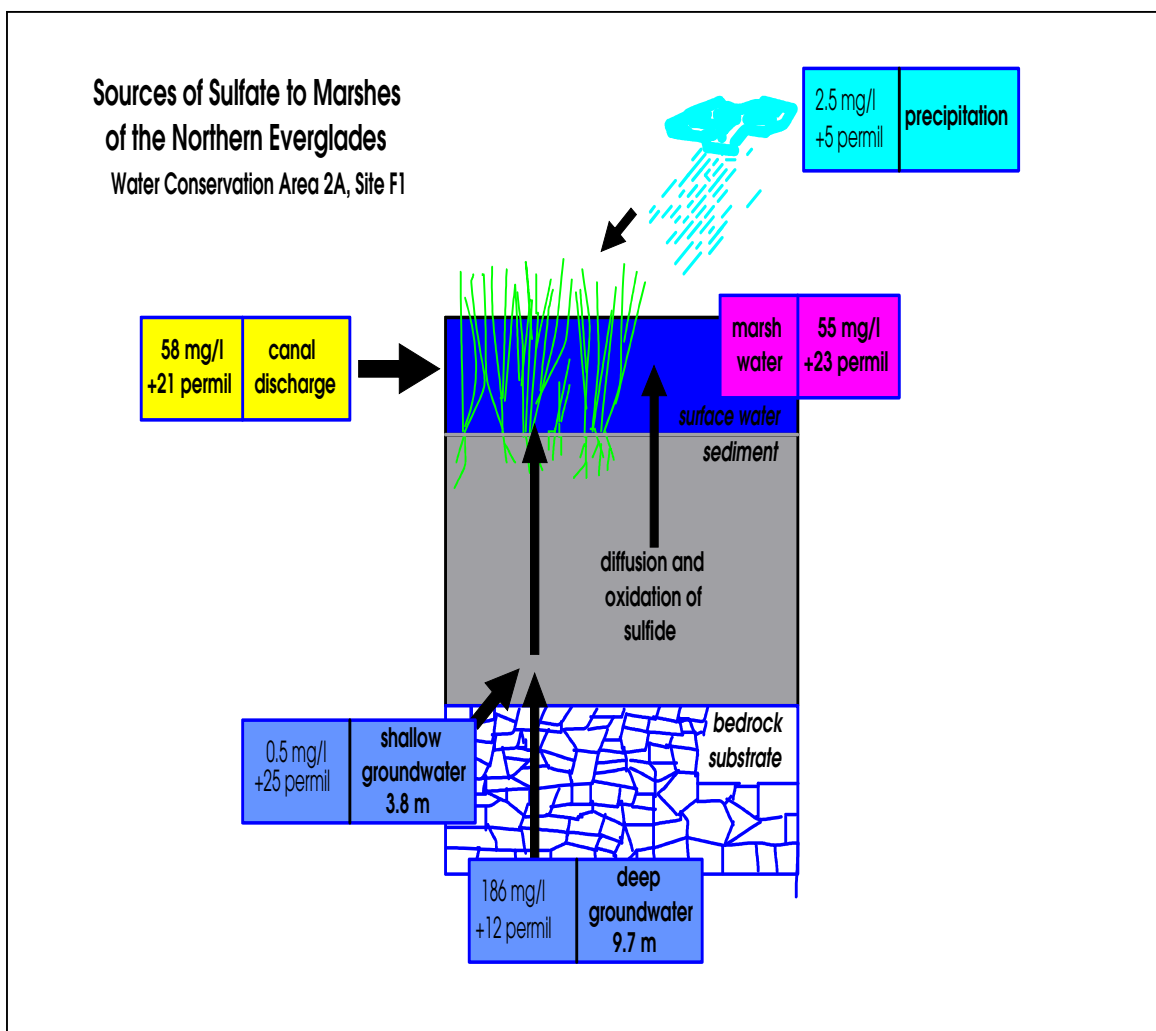 Sources of Sulfate to Marshes
of the Northern Everglades
Water Conservation Area 2A, Site F1
2.5 mg/l
+5 permil
precipitation
58 mg/l
+21 permil
canal
discharge
marsh
water
55 mg/l
+23 permil
surface water
sediment
diffusion and
oxidation of
sulfide
0.5 mg/l
+25 permil
shallow
groundwater
3.8 m
bedrock
substrate
186 mg/l
+12 permil
deep
groundwater
9.7 m